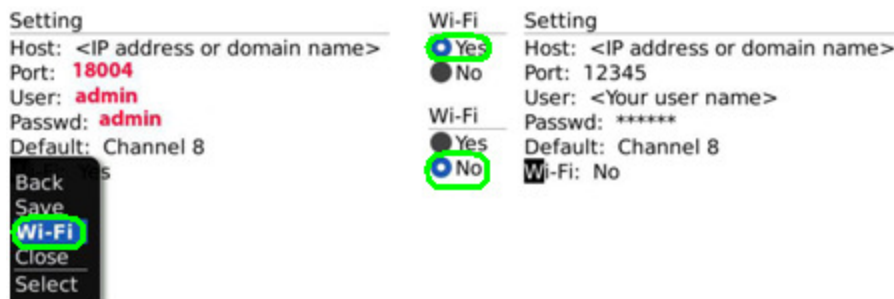 Setting
Host: <IP address or domain name>
Port: 18004
User: admin
Passwd: admin
Default: Channel 8
es
Back
Save
Wi-Fi
Close
Select
Wi-Fi
Yes
No
Wi-Fi
Yes
No
Setting
Host: <IP address or domain name>
Port: 12345
User: <Your user name>
Passwd: ******
Default: Channel 8
Wi-Fi: No